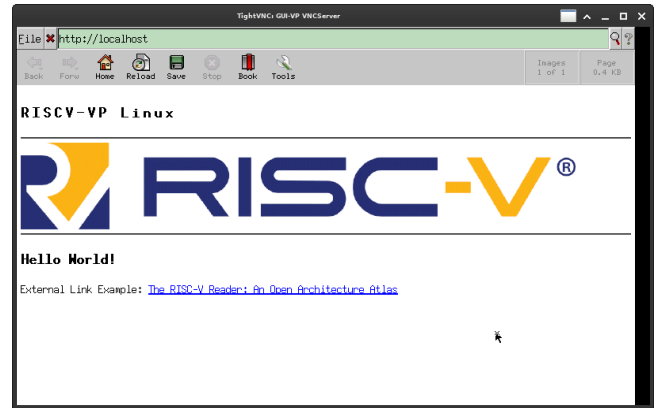 TightVNC: GUI-VP VNCServer
File http://localhost ?
Back Forw Home Reload Save Stop Book Tools
Images Page
1 of 1 0.4 KB
RISCV-VP Linux
RISC-V®
Hello World!
External Link Example: The RISC-V Reader: An Open Architecture Atlas